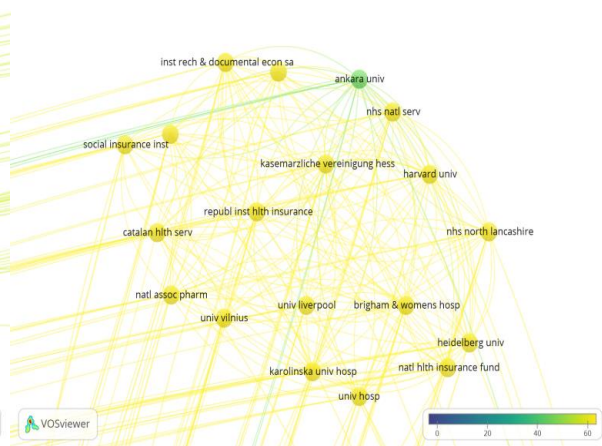 inst rech & documental econ sa
ankara univ
nhs natl serv
social insurance inst
kasemarzliche vereinigung hess
harvard univ
republ inst hlth insurance
catalan hlth serv
nhs north lancashire
natl assoc pharm
univ liverpool
brigham & womens hosp
univ vilnius
heidelberg univ
karolinska univ hosp
natl hlth insurance fund
univ hosp
VOSviewer
0 20 40 60